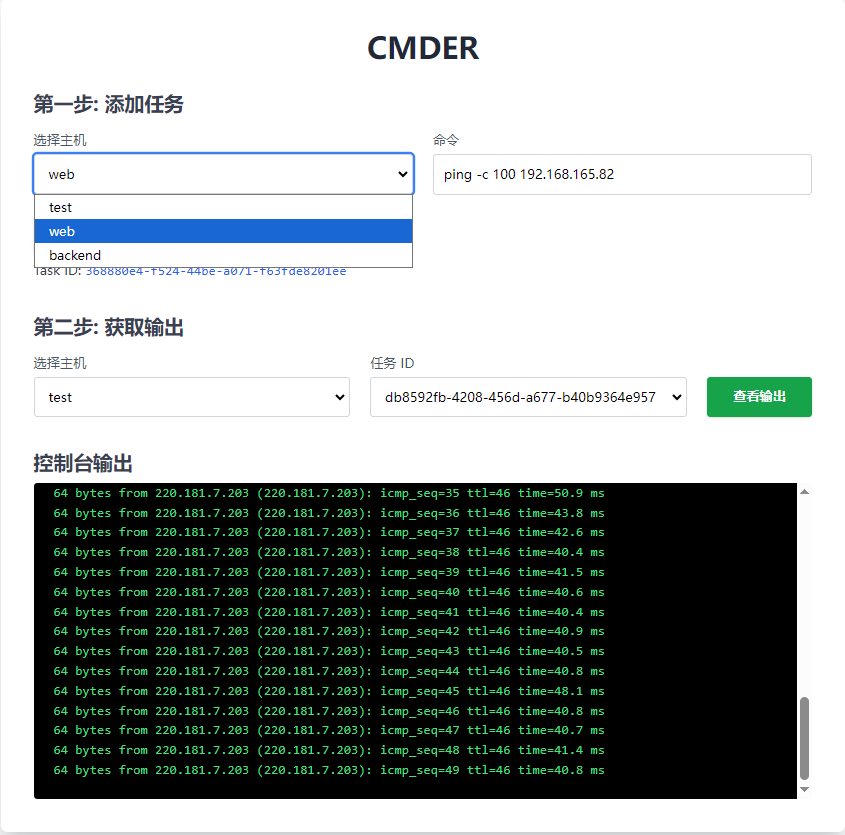 CMDER
第一步: 添加任务
选择主机
命令
web
ping -c 100 192.168.165.82
test
web
backend
Task ID: 368880e4-f524-44be-a071-f63fde8201ee
第二步: 获取输出
选择主机
任务 ID
test
db8592fb-4208-456d-a677-b40b9364e957
查看输出
控制台输出
64 bytes from 220.181.7.203 (220.181.7.203): icmp_seq=35 ttl=46 time=50.9 ms
64 bytes from 220.181.7.203 (220.181.7.203): icmp_seq=36 ttl=46 time=43.8 ms
64 bytes from 220.181.7.203 (220.181.7.203): icmp_seq=37 ttl=46 time=42.6 ms
64 bytes from 220.181.7.203 (220.181.7.203): icmp_seq=38 ttl=46 time=40.4 ms
64 bytes from 220.181.7.203 (220.181.7.203): icmp_seq=39 ttl=46 time=41.5 ms
64 bytes from 220.181.7.203 (220.181.7.203): icmp_seq=40 ttl=46 time=40.6 ms
64 bytes from 220.181.7.203 (220.181.7.203): icmp_seq=41 ttl=46 time=40.4 ms
64 bytes from 220.181.7.203 (220.181.7.203): icmp_seq=42 ttl=46 time=40.9 ms
64 bytes from 220.181.7.203 (220.181.7.203): icmp_seq=43 ttl=46 time=40.5 ms
64 bytes from 220.181.7.203 (220.181.7.203): icmp_seq=44 ttl=46 time=40.8 ms
64 bytes from 220.181.7.203 (220.181.7.203): icmp_seq=45 ttl=46 time=48.1 ms
64 bytes from 220.181.7.203 (220.181.7.203): icmp_seq=46 ttl=46 time=40.8 ms
64 bytes from 220.181.7.203 (220.181.7.203): icmp_seq=47 ttl=46 time=40.7 ms
64 bytes from 220.181.7.203 (220.181.7.203): icmp_seq=48 ttl=46 time=41.4 ms
64 bytes from 220.181.7.203 (220.181.7.203): icmp_seq=49 ttl=46 time=40.8 ms